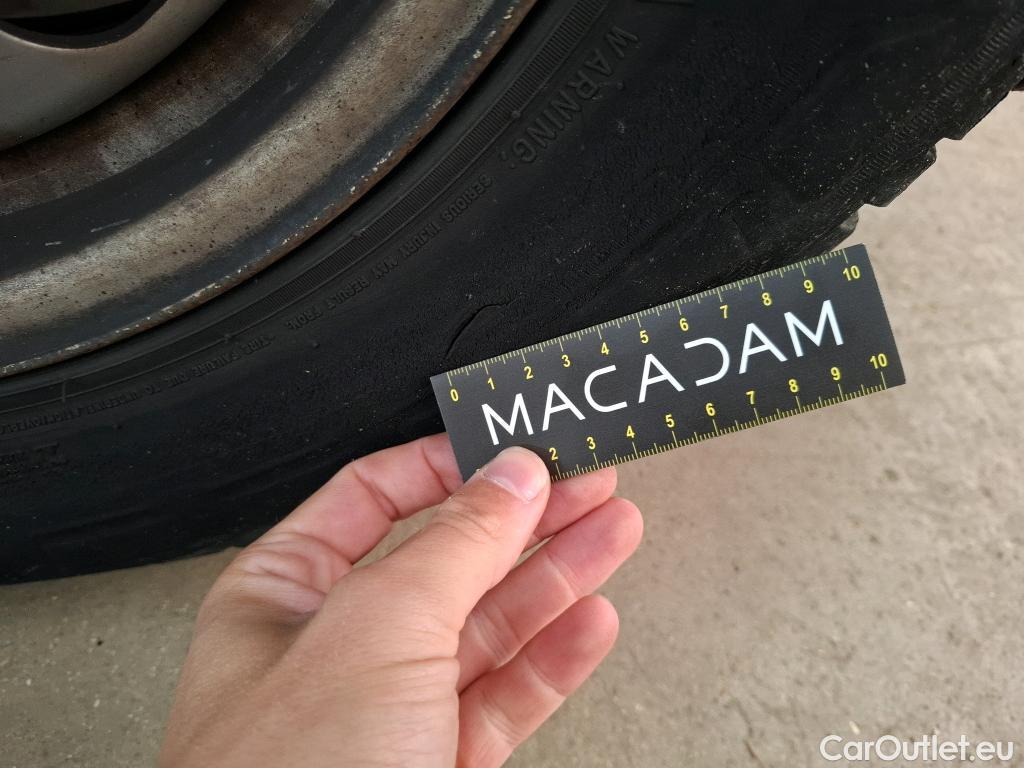 WARNING.
SERIOUS INJURY MAY RESULT FROM:
0 1 2 3 4 5 6 7 8 9 10
MACADAM
2 3 4 5 6 7 8 9 10
CarOutlet.eu